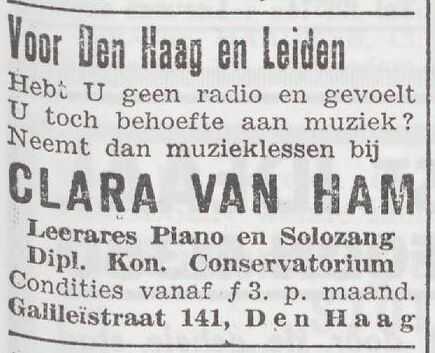 Voor Den Haag en Leiden
Hebt U geen radio en gevoelt
U toch behoefte aan muziek?
Neemt dan muzieklessen bij
CLARA VAN HAM
Leerares Piano en Solozang
Dipl. Kon. Conservatorium
Condities vanaf ƒ 3. p. maand.
Galileïstraat 141, Den Haag